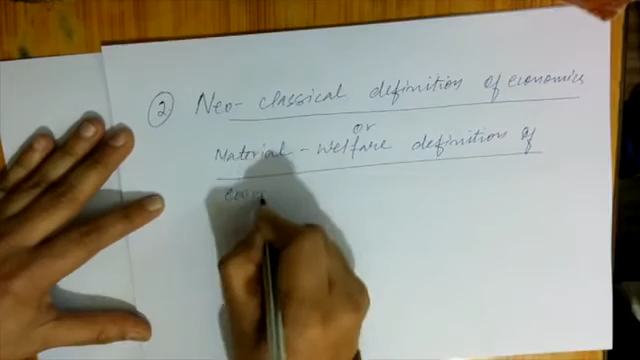 ② Neo-classical definition of economics
or
Material-welfare definition of